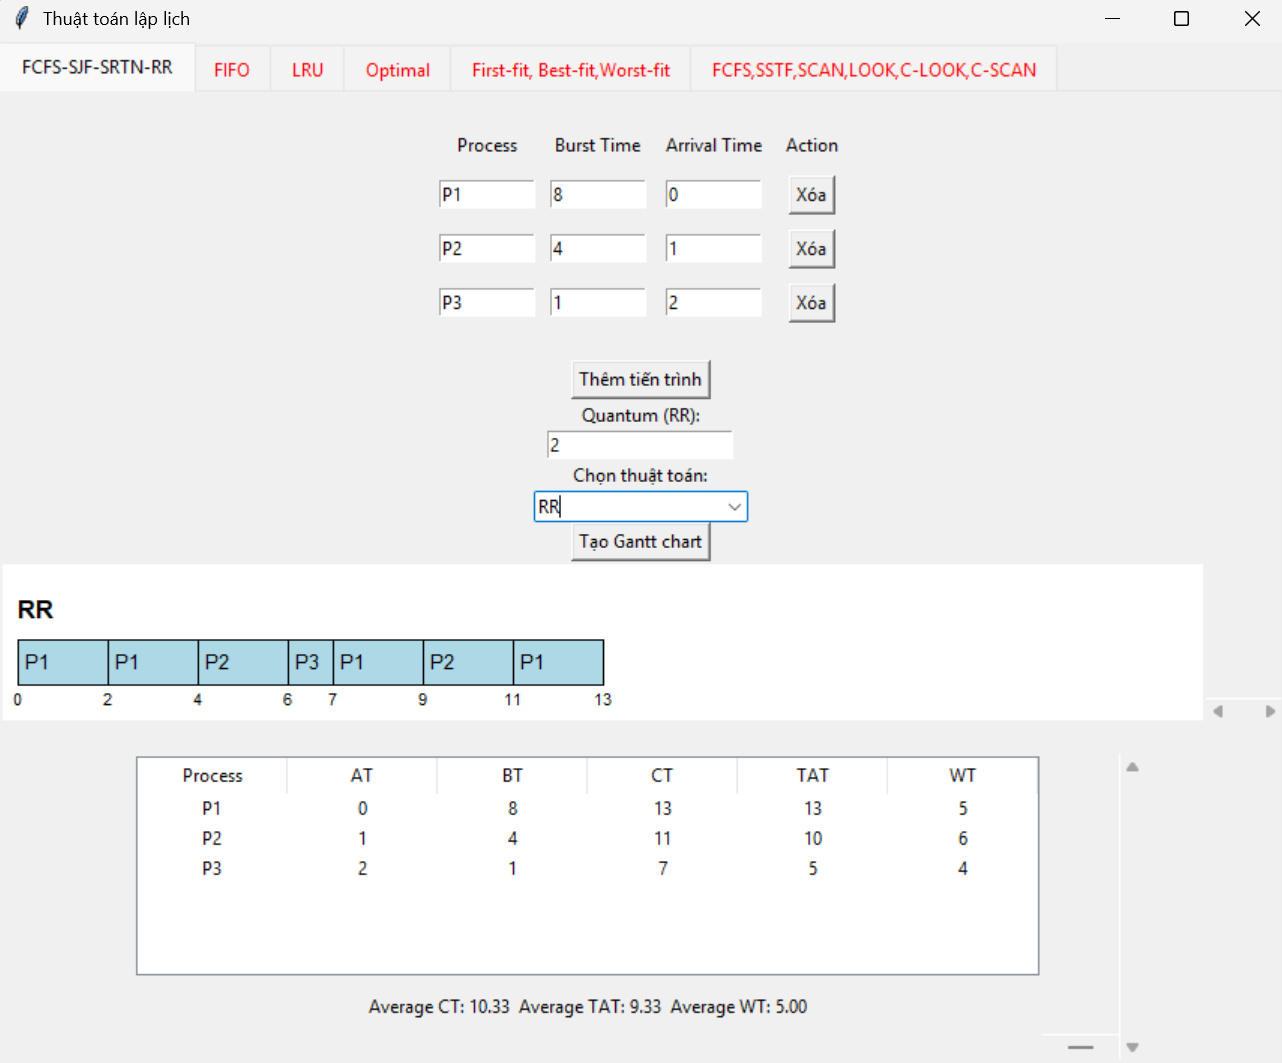 Thuật toán lập lịch
FCFS-SJF-SRTN-RR FIFO LRU Optimal First-fit, Best-fit,Worst-fit FCFS,SSTF,SCAN,LOOK,C-LOOK,C-SCAN
Process Burst Time Arrival Time Action
P1 8 0 Xóa
P2 4 1 Xóa
P3 1 2 Xóa
Thêm tiến trình
Quantum (RR):
2
Chọn thuật toán:
RR
Tạo Gantt chart
RR
P1 P1 P2 P3 P1 P2 P1
0 2 4 6 7 9 11 13
Process AT BT CT TAT WT
P1 0 8 13 13 5
P2 1 4 11 10 6
P3 2 1 7 5 4
Average CT: 10.33 Average TAT: 9.33 Average WT: 5.00